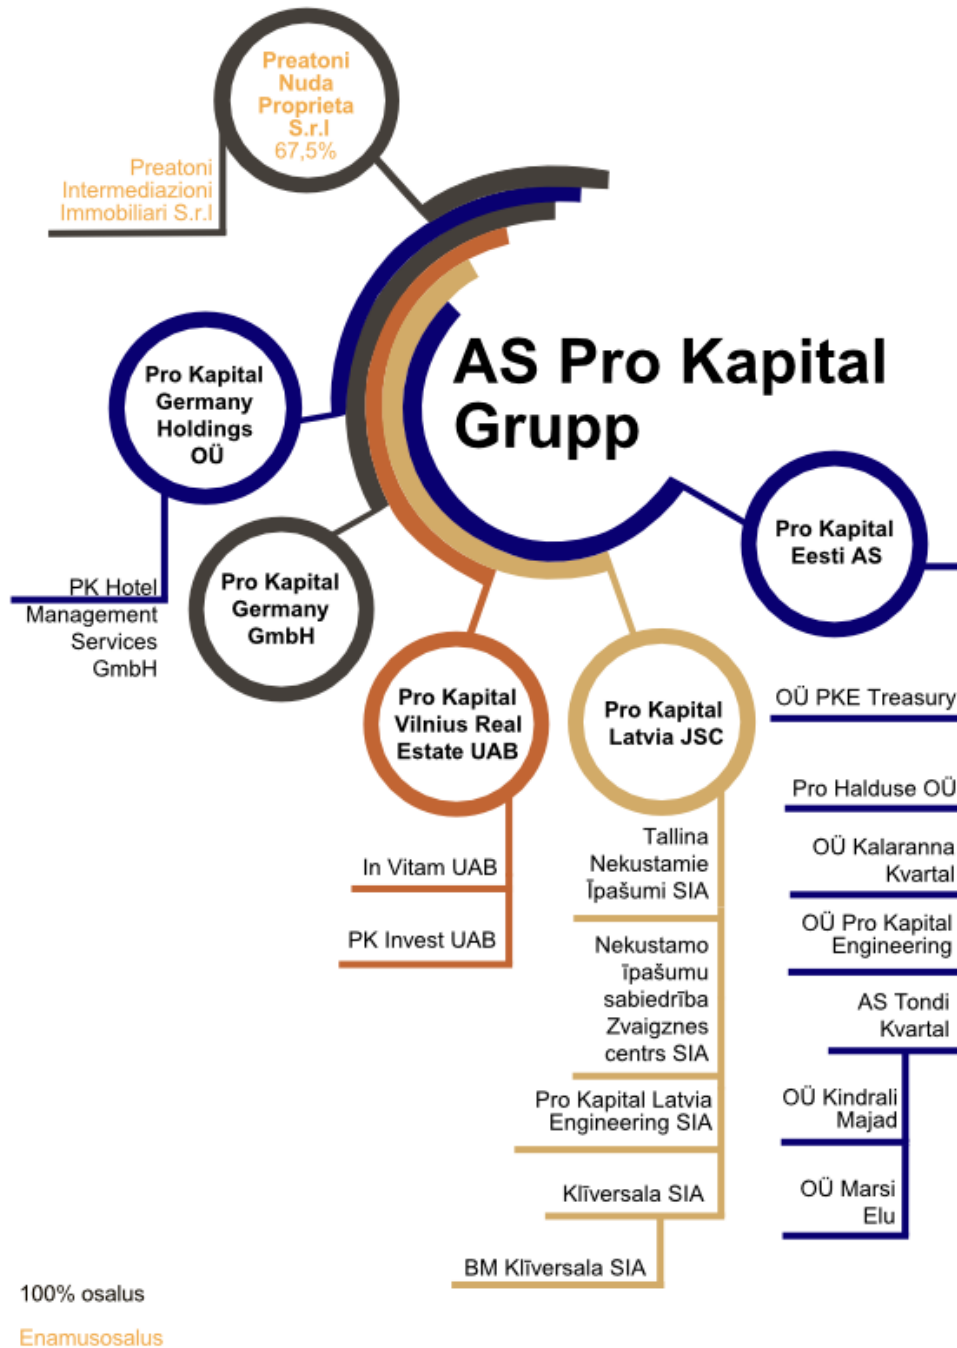 Preatoni
Nuda
Proprieta
S.r.l
67,5%
Preatoni
Intermediazioni
Immobiliari S.r.l
AS Pro Kapital
Grupp
Pro Kapital
Germany
Holdings
OÜ
PK Hotel
Management
Services
GmbH
Pro Kapital
Germany
GmbH
Pro Kapital
Vilnius Real
Estate UAB
In Vitam UAB
PK Invest UAB
Pro Kapital
Latvia JSC
Tallina
Nekustamie
Īpašumi SIA
Nekustamo
īpašumu
sabiedrība
Zvaigznes
centrs SIA
Pro Kapital Latvia
Engineering SIA
Klīversala SIA
BM Klīversala SIA
Pro Kapital
Eesti AS
OÜ PKE Treasury
Pro Halduse OÜ
OÜ Kalaranna
Kvartal
OÜ Pro Kapital
Engineering
AS Tondi
Kvartal
OÜ Kindrali
Majad
OÜ Marsi
Elu
100% osalus
Enamusosalus